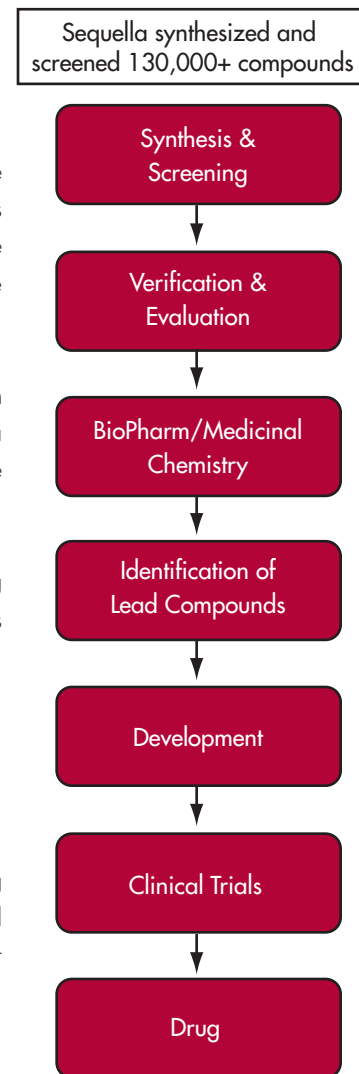 Sequella synthesized and
screened 130,000+ compounds
Synthesis &
Screening
Verification &
Evaluation
BioPharm/Medicinal
Chemistry
Identification of
Lead Compounds
Development
Clinical Trials
Drug